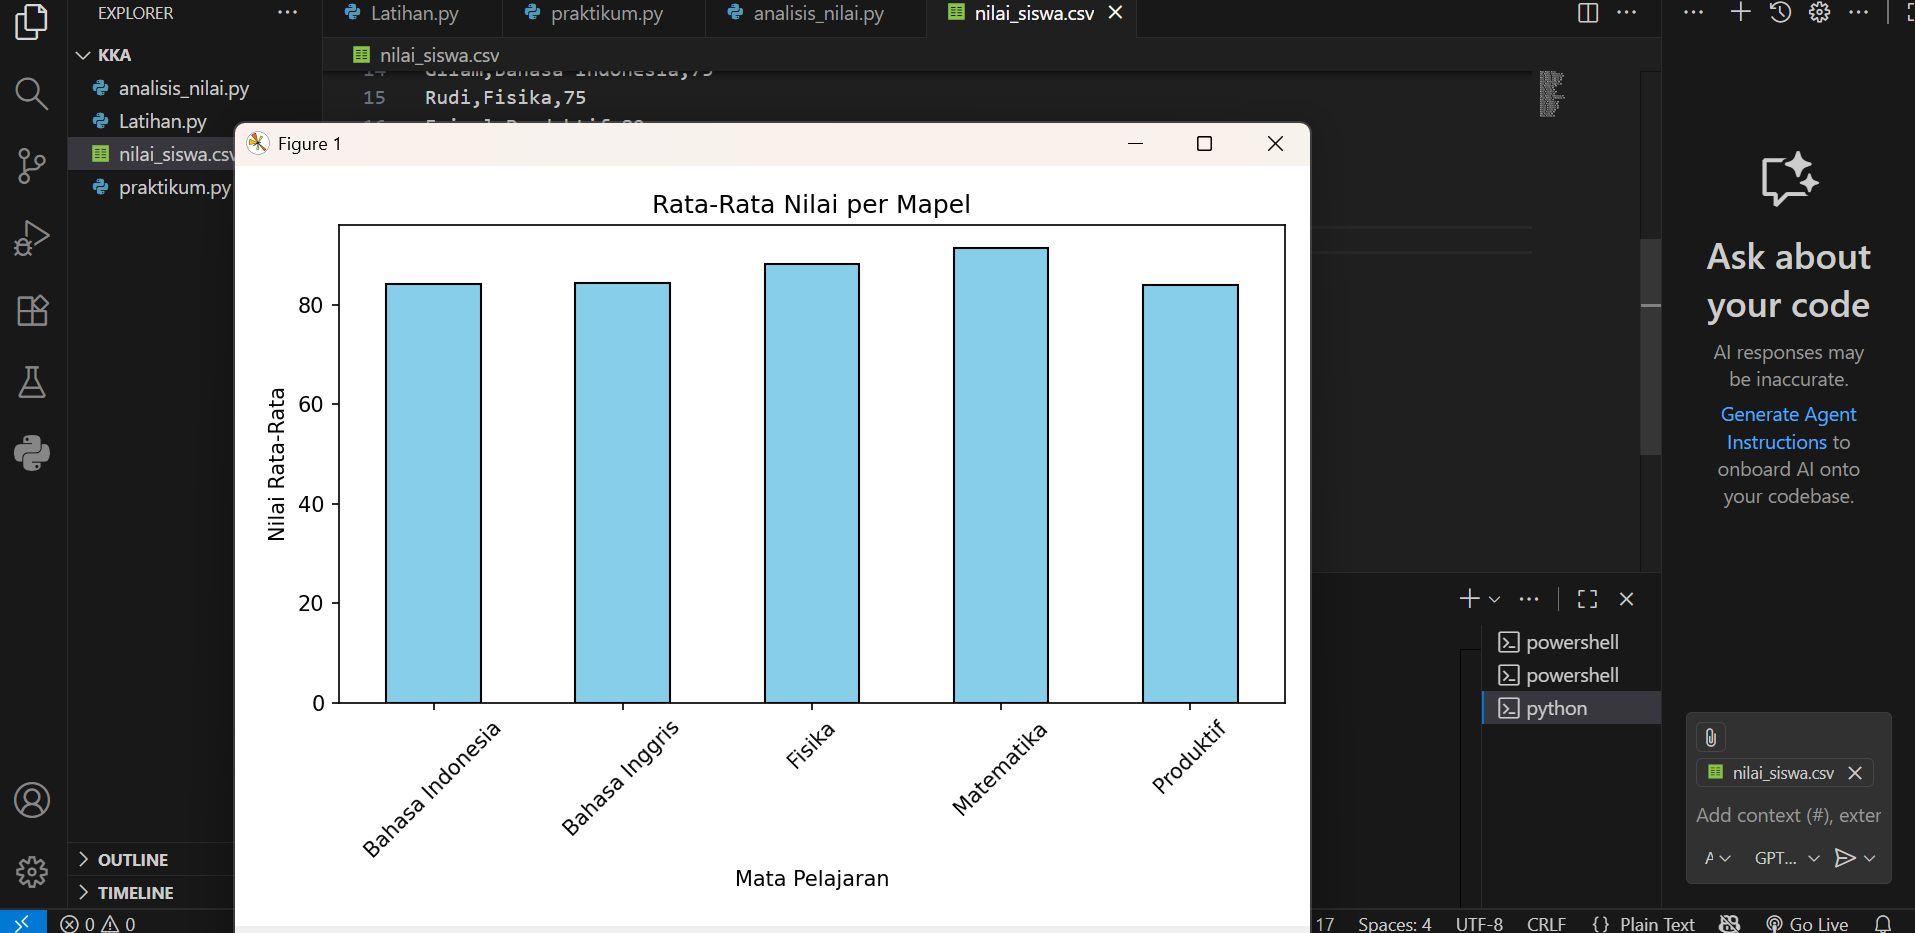 EXPLORER
KKA
analisis_nilai.py
Latihan.py
nilai_siswa.csv
praktikum.py
OUTLINE
TIMELINE
Latihan.py
praktikum.py
analisis_nilai.py
nilai_siswa.csv
nilai_siswa.csv
15 Rudi,Fisika,75
Figure 1
Rata-Rata Nilai per Mapel
Nilai Rata-Rata
80
60
40
20
0
Bahasa Indonesia
Bahasa Inggris
Fisika
Matematika
Produktif
Mata Pelajaran
powershell
powershell
python
Ask about
your code
AI responses may
be inaccurate.
Generate Agent
Instructions to
onboard AI onto
your codebase.
nilai_siswa.csv
Add context (#), exter
A
GPT...
0 0
17 Spaces: 4 UTF-8 CRLF {} Plain Text Go Live